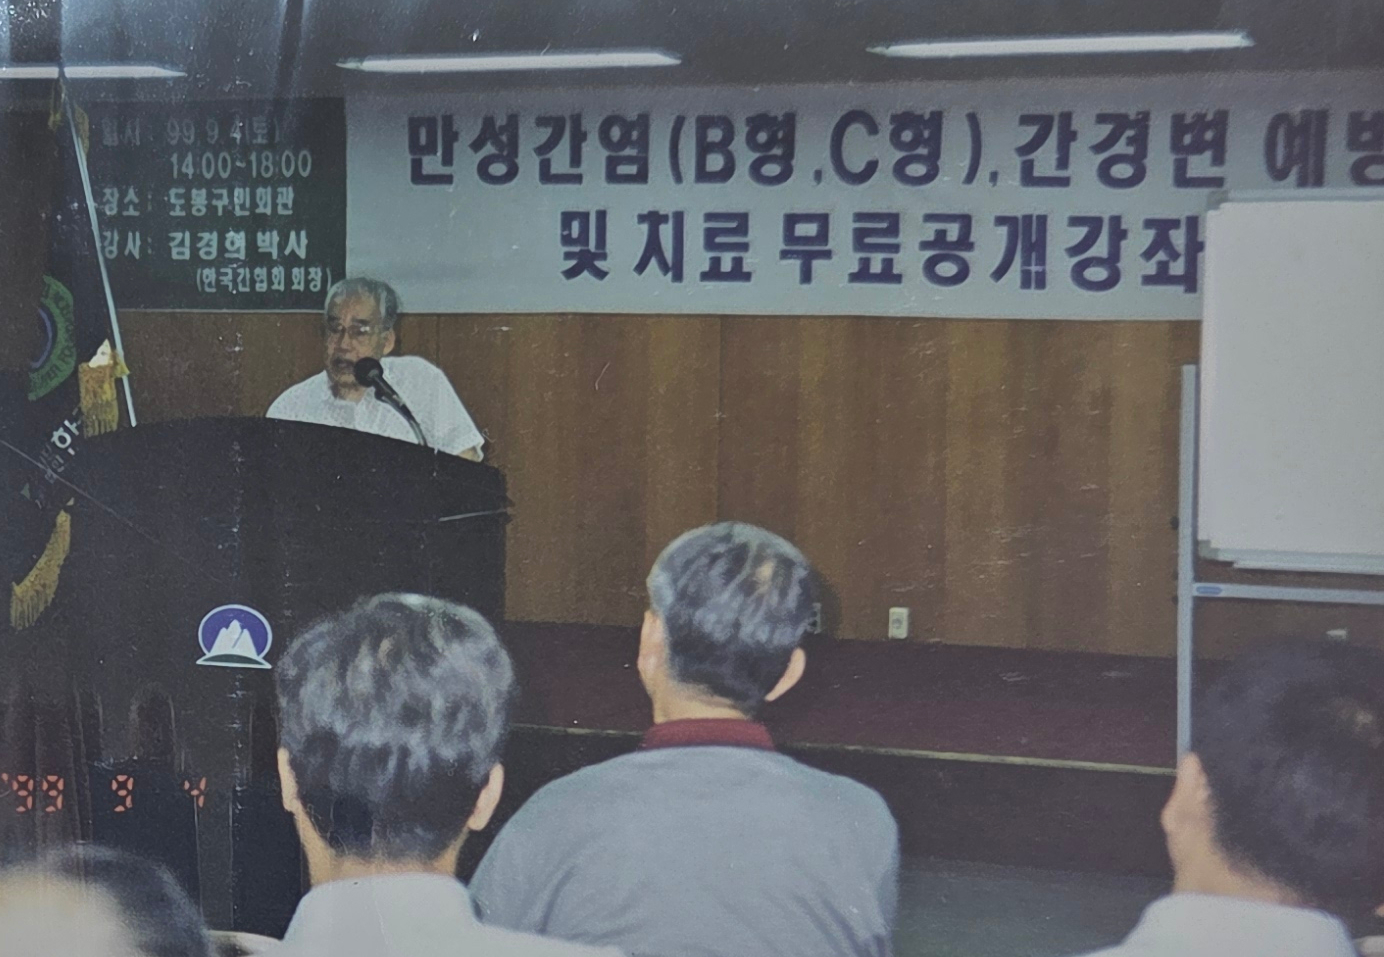 일시 : 99.9.4(토)
14:00~18:00
장소 : 도봉구민회관
강사 : 김경혁 박사
(한국간협회 회장)
만성간염(B형,C형), 간경변 예방
및 치료 무료공개강좌
한
'99 9 4